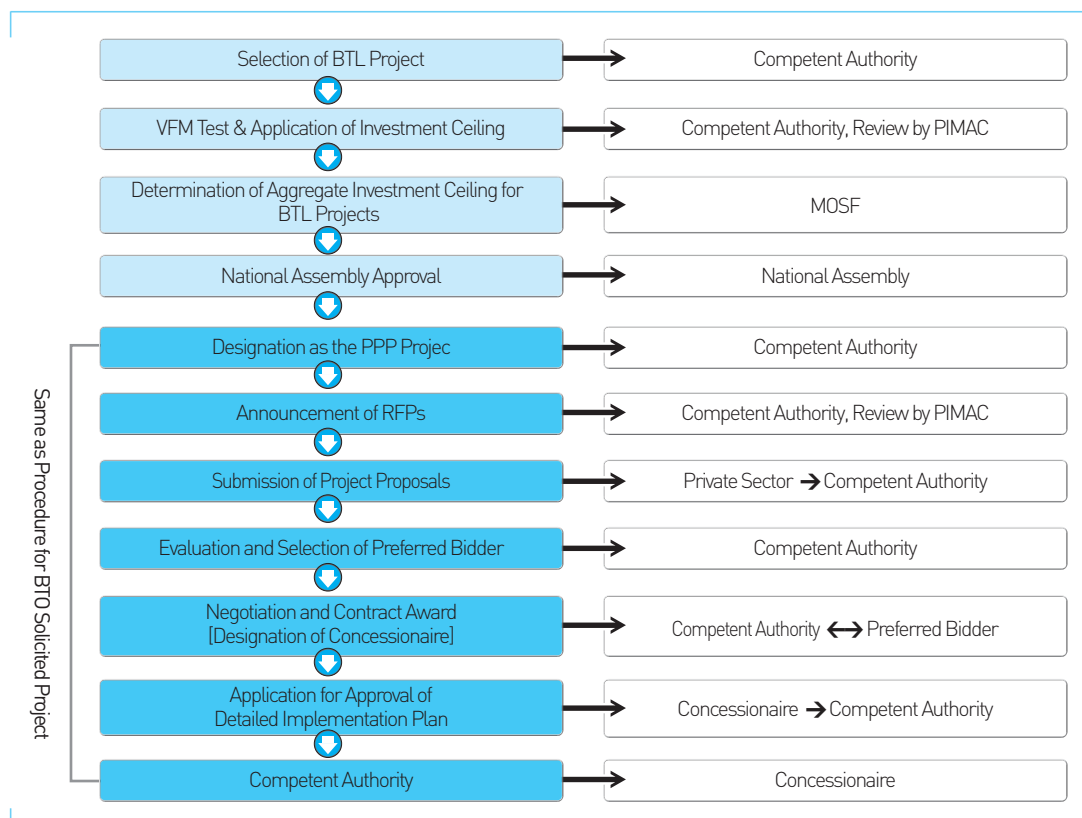 Selection of BTL Project
Competent Authority
VFM Test & Application of Investment Ceiling
Competent Authority, Review by PIMAC
Determination of Aggregate Investment Ceiling for
BTL Projects
MOSF
National Assembly Approval
National Assembly
Same as Procedure for BTO Solicited Project
Designation as the PPP Projec
Competent Authority
Announcement of RFPs
Competent Authority, Review by PIMAC
Submission of Project Proposals
Private Sector → Competent Authority
Evaluation and Selection of Preferred Bidder
Competent Authority
Negotiation and Contract Award
[Designation of Concessionaire]
Competent Authority ↔ Preferred Bidder
Application for Approval of
Detailed Implementation Plan
Concessionaire → Competent Authority
Competent Authority
Concessionaire